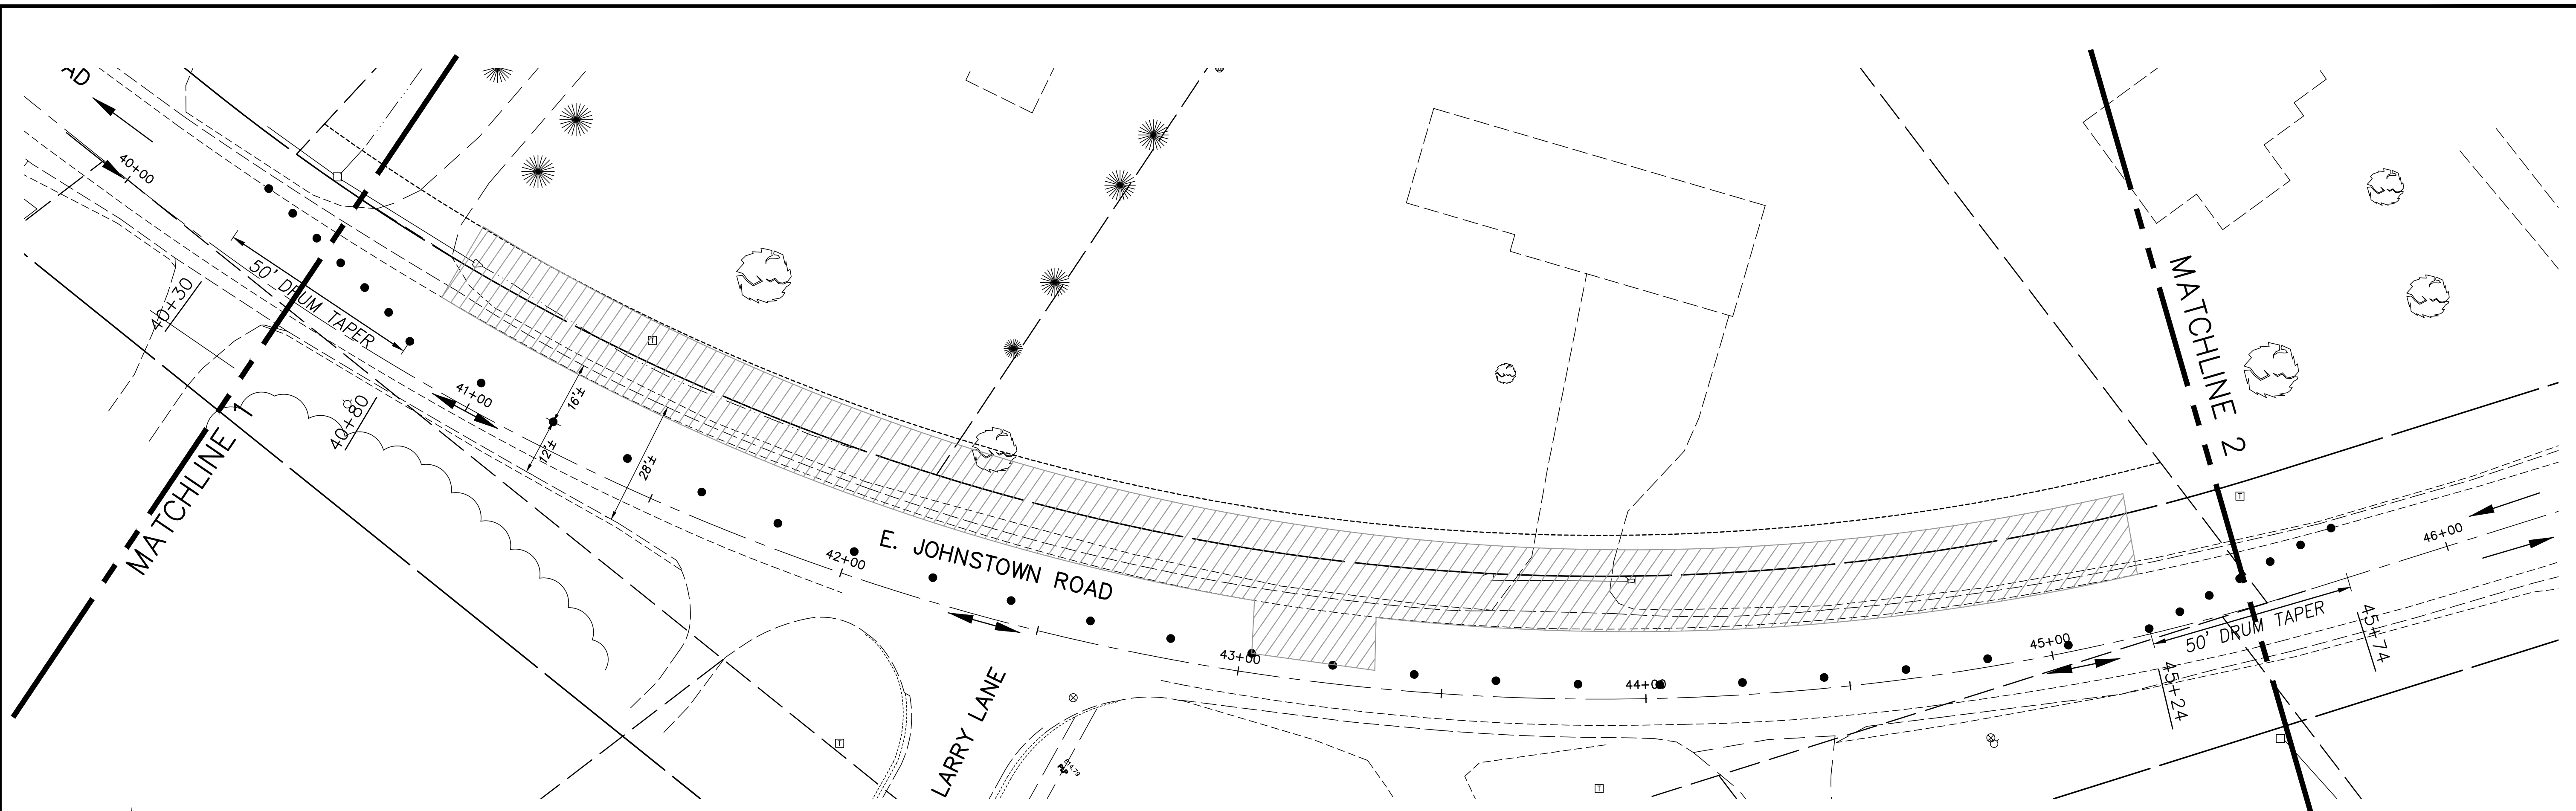 AD
40+00
50' DRUM TAPER
40+30
40+80
MATCHLINE 1
41+00
16'±
12'±
28'±
42+00
E. JOHNSTOWN ROAD
LARRY LANE
43+00
44+00
45+00
46+00
MATCHLINE 2
50' DRUM TAPER
45+24
45+74
T
T
T
T
814.79